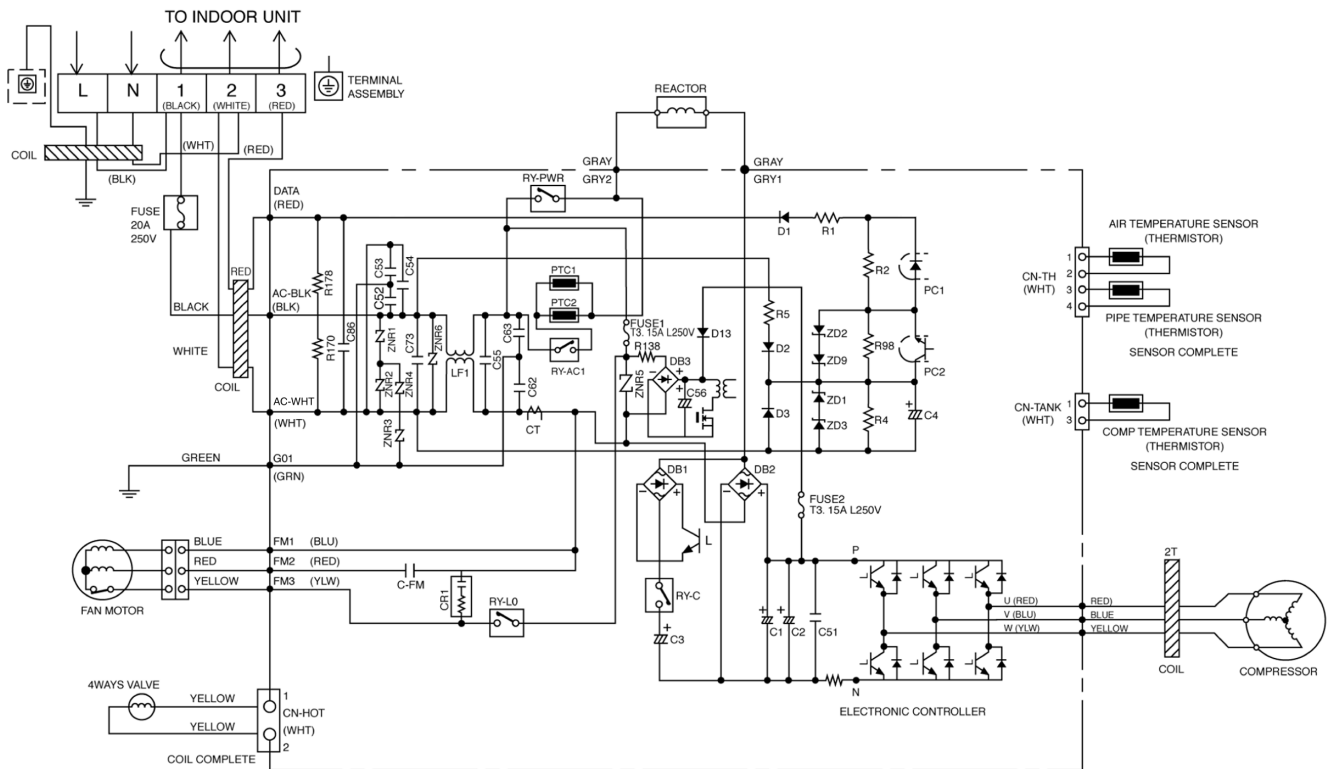 TO INDOOR UNIT
L N 1 2 3
(BLACK) (WHITE) (RED)
TERMINAL
ASSEMBLY
COIL
(WHT)
(RED)
(BLK)
FUSE
20A
250V
RED
BLACK
WHITE
COIL
DATA
(RED)
AC-BLK
(BLK)
AC-WHT
(WHT)
GREEN
G01
(GRN)
REACTOR
GRAY
GRY2
GRAY
GRY1
RY-PWR
R178
R170
C86
C53
C52
C54
ZNR1
ZNR2
ZNR4
ZNR3
C73
ZNR6
LF1
C55
C63
C62
CT
PTC1
PTC2
RY-AC1
FUSE1
T3. 15A L250V
R138
ZNR5
DB3
+
C56
D13
D1
R1
R5
D2
D3
R2
R98
R4
ZD2
ZD9
ZD1
ZD3
PC1
PC2
+
C4
CN-TH
(WHT)
1
2
3
4
AIR TEMPERATURE SENSOR
(THERMISTOR)
PIPE TEMPERATURE SENSOR
(THERMISTOR)
SENSOR COMPLETE
CN-TANK
(WHT)
1
3
COMP TEMPERATURE SENSOR
(THERMISTOR)
SENSOR COMPLETE
DB1
DB2
FUSE2
T3. 15A L250V
L
RY-C
+
C3
P
+
C1
+
C2
C51
N
ELECTRONIC CONTROLLER
U (RED)
V (BLU)
W (YLW)
RED
BLUE
YELLOW
2T
COIL
COMPRESSOR
BLUE
RED
YELLOW
FM1 (BLU)
FM2 (RED)
FM3 (YLW)
FAN MOTOR
C-FM
CR1
RY-L0
4WAYS VALVE
YELLOW
YELLOW
1
CN-HOT
(WHT)
2
COIL COMPLETE